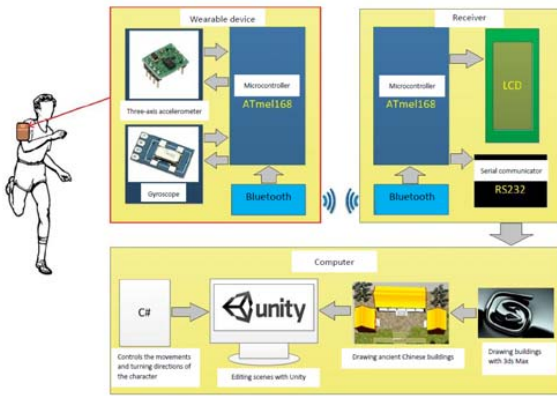 Wearable device
Three-axis accelerometer
Microcontroller
ATmel168
Gyroscope
Bluetooth
Receiver
Microcontroller
ATmel168
LCD
Serial communicator
RS232
Bluetooth
Computer
C#
unity
Controls the movements
and turning directions of
the character
Editing scenes with Unity
Drawing ancient Chinese buildings
Drawing buildings
with 3ds Max